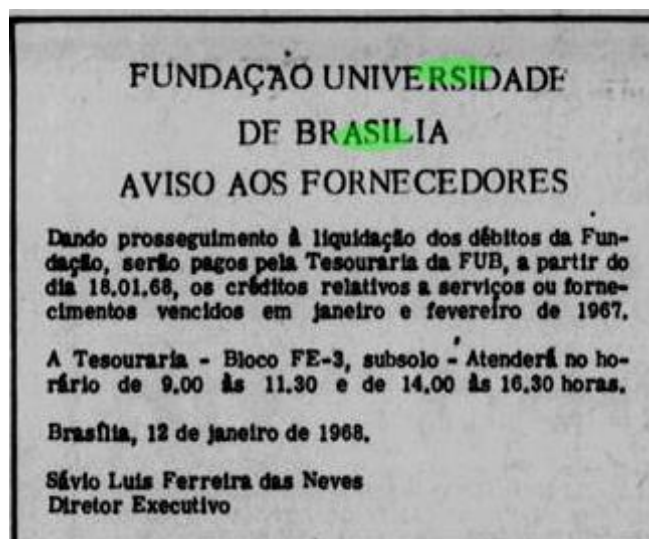 FUNDAÇÃO UNIVERSIDADE
DE BRASILIA
AVISO AOS FORNECEDORES
Dando prosseguimento à liquidação dos débitos da Fun-
dação, serão pagos pela Tesouraria da FUB, a partir do
dia 18.01.68, os créditos relativos a serviços ou forne-
cimentos vencidos em janeiro e fevereiro de 1967.
A Tesouraria - Bloco FE-3, subsolo - Atenderá no ho-
rário de 9.00 às 11.30 e de 14.00 às 16.30 horas.
Brasília, 12 de janeiro de 1968.
Sávio Luis Ferreira das Neves
Diretor Executivo